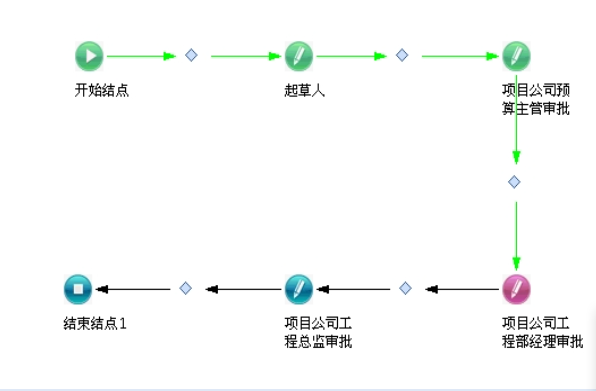 开始结点
起草人
项目公司预
算主管审批
结束结点1
项目公司工
程总监审批
项目公司工
程部经理审批